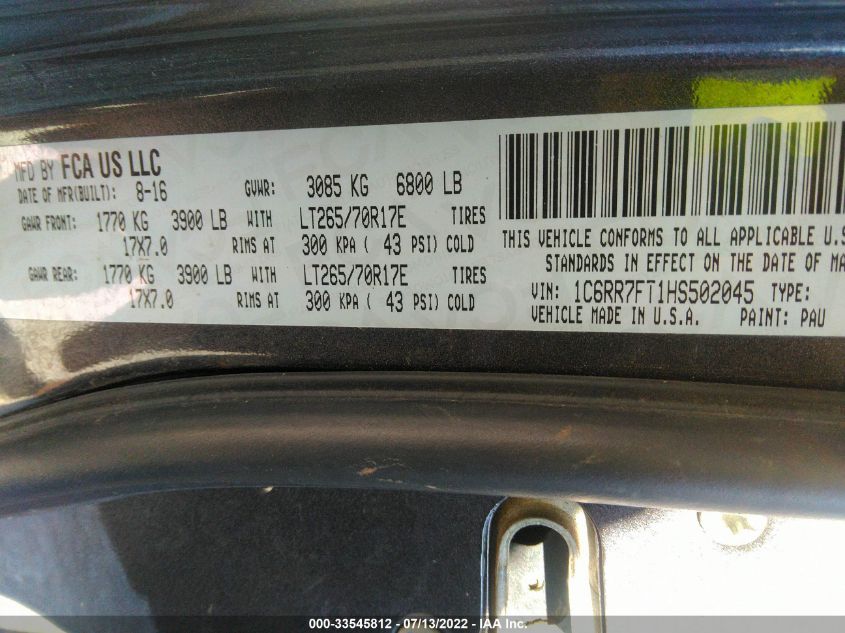 MFD BY FCA US LLC
DATE OF MFR(BUILT): 8-16 GVWR: 3085 KG 6800 LB
GAWR FRONT: 1770 KG 3900 LB WITH LT265/70R17E TIRES
17X7.0 RIMS AT 300 KPA ( 43 PSI) COLD
GAWR REAR: 1770 KG 3900 LB WITH LT265/70R17E TIRES
17X7.0 RIMS AT 300 KPA ( 43 PSI) COLD
THIS VEHICLE CONFORMS TO ALL APPLICABLE U.S
STANDARDS IN EFFECT ON THE DATE OF MA
VIN: 1C6RR7FT1HS502045 TYPE:
VEHICLE MADE IN U.S.A. PAINT: PAU
000-33545812 - 07/13/2022 - IAA Inc.